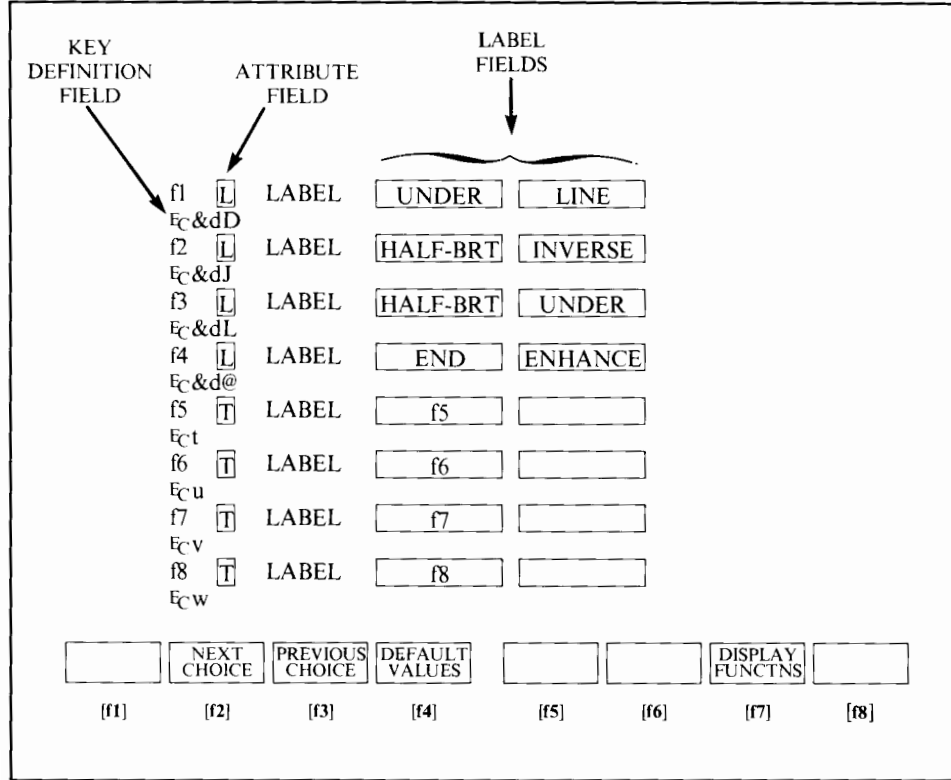 KEY
DEFINITION
FIELD
ATTRIBUTE
FIELD
LABEL
FIELDS
f1 L LABEL UNDER LINE
EC&dD
f2 L LABEL HALF-BRT INVERSE
EC&dJ
f3 L LABEL HALF-BRT UNDER
EC&dL
f4 L LABEL END ENHANCE
EC&d@
f5 T LABEL f5
ECt
f6 T LABEL f6
ECu
f7 T LABEL f7
ECv
f8 T LABEL f8
ECw
NEXT CHOICE PREVIOUS CHOICE DEFAULT VALUES DISPLAY FUNCTNS
[f1] [f2] [f3] [f4] [f5] [f6] [f7] [f8]